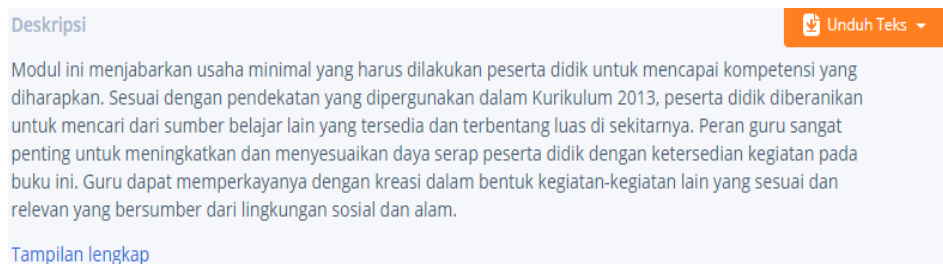 Deskripsi
Unduh Teks
Modul ini menjabarkan usaha minimal yang harus dilakukan peserta didik untuk mencapai kompetensi yang
diharapkan. Sesuai dengan pendekatan yang dipergunakan dalam Kurikulum 2013, peserta didik diberanikan
untuk mencari dari sumber belajar lain yang tersedia dan terbentang luas di sekitarnya. Peran guru sangat
penting untuk meningkatkan dan menyesuaikan daya serap peserta didik dengan ketersedian kegiatan pada
buku ini. Guru dapat memperkayanya dengan kreasi dalam bentuk kegiatan-kegiatan lain yang sesuai dan
relevan yang bersumber dari lingkungan sosial dan alam.
Tampilan lengkap